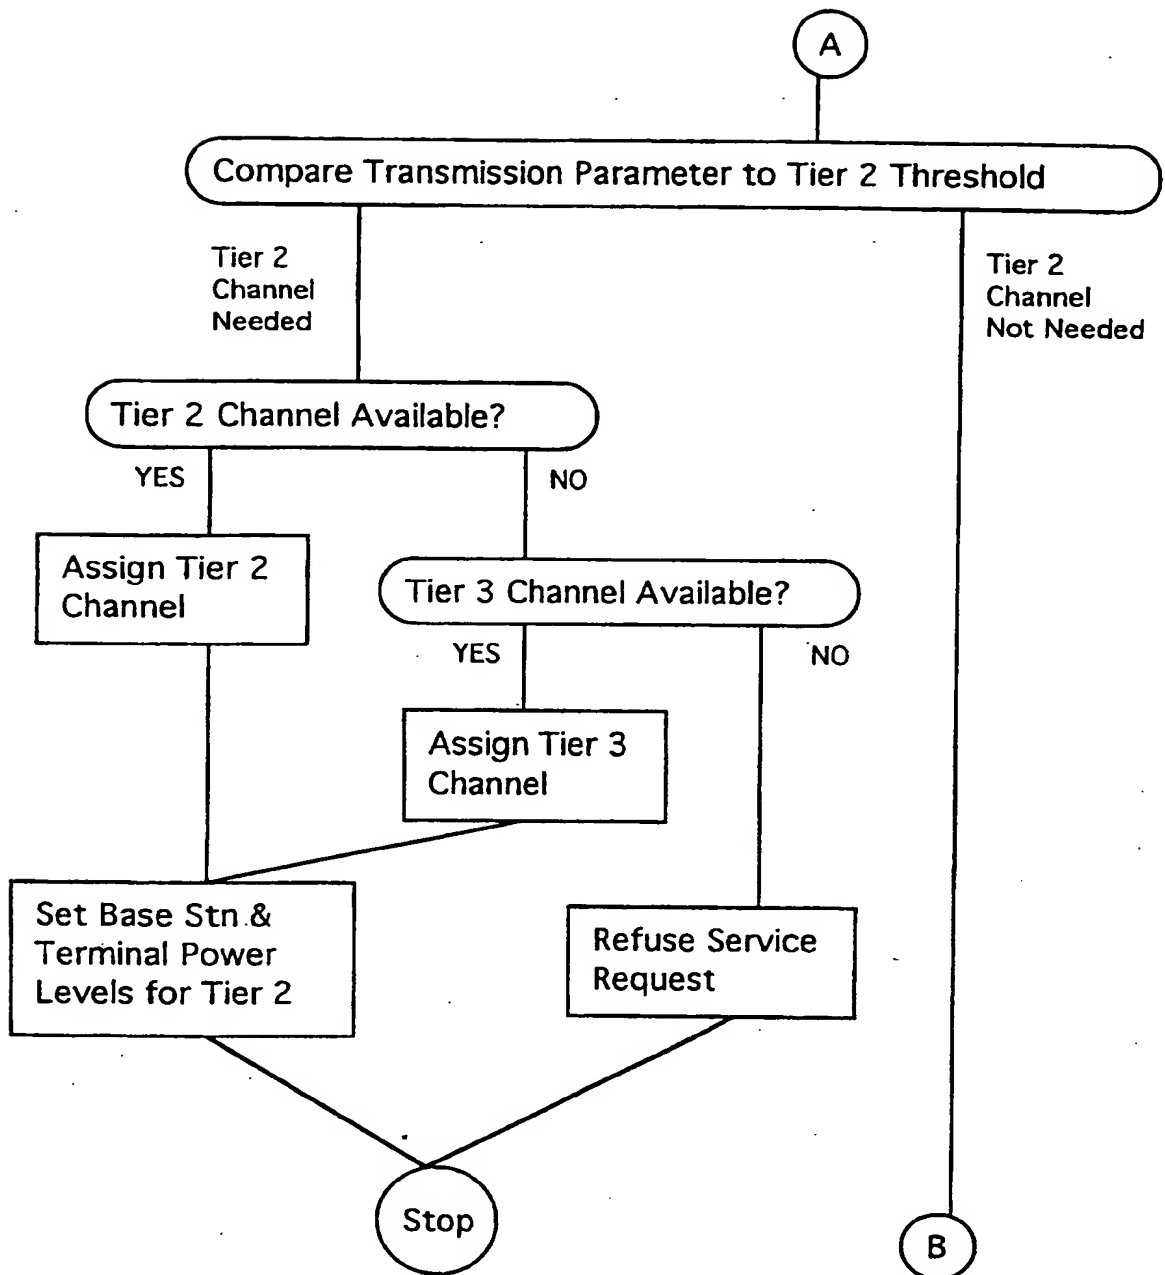 A
Compare Transmission Parameter to Tier 2 Threshold
Tier 2
Channel
Needed
Tier 2
Channel
Not Needed
Tier 2 Channel Available?
YES
NO
Assign Tier 2
Channel
Tier 3 Channel Available?
YES
NO
Assign Tier 3
Channel
Set Base Stn &
Terminal Power
Levels for Tier 2
Refuse Service
Request
Stop
B